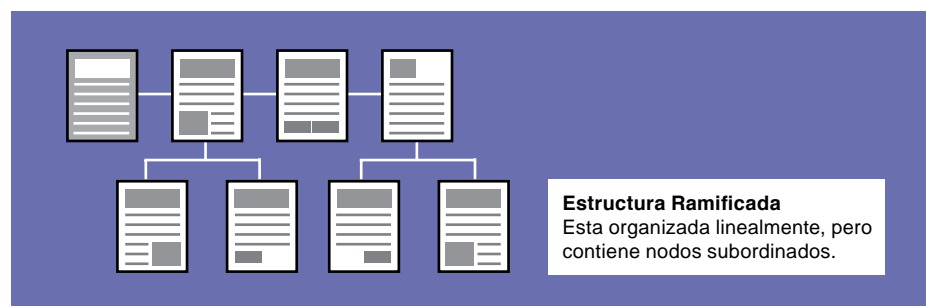 Estructura Ramificada
Esta organizada linealmente, pero
contiene nodos subordinados.